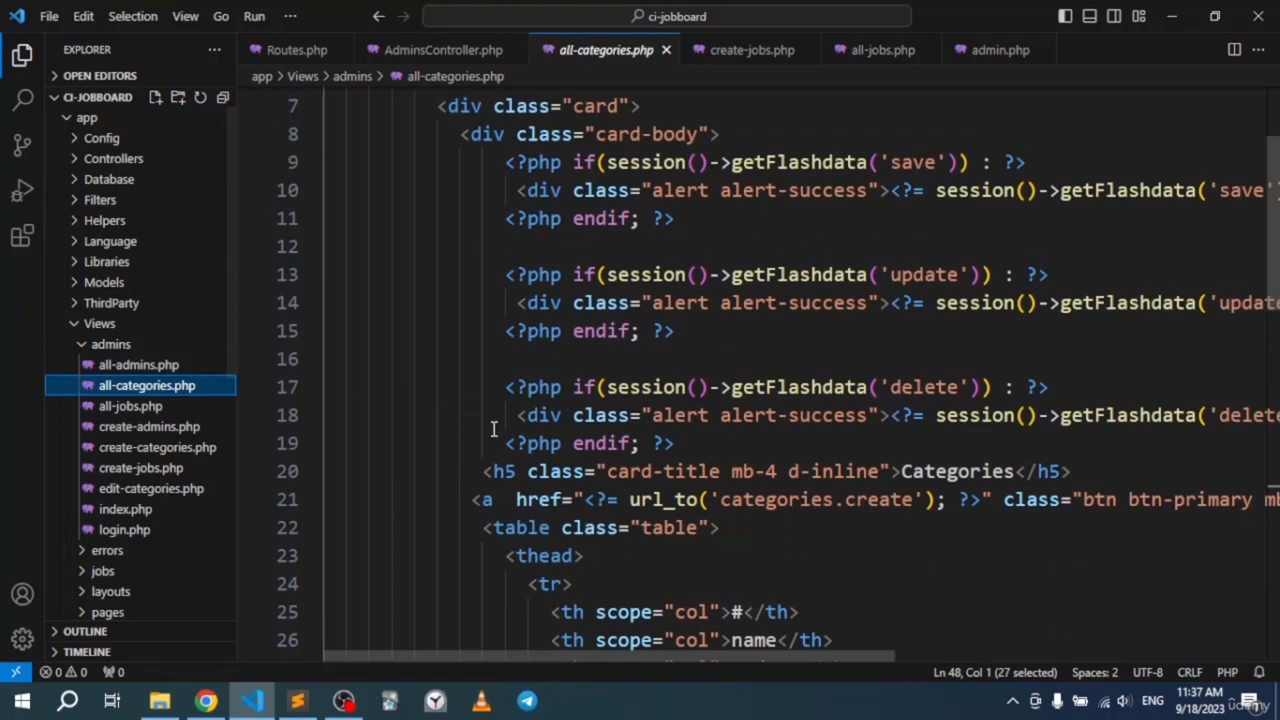 File Edit Selection View Go Run ··· ci-jobboard
EXPLORER ··· Routes.php AdminsController.php all-categories.php create-jobs.php all-jobs.php admin.php ···
OPEN EDITORS
app > Views > admins > all-categories.php
CI-JOBBOARD
app
Config
Controllers
Database
Filters
Helpers
Language
Libraries
Models
ThirdParty
Views
admins
all-admins.php
all-categories.php
all-jobs.php
create-admins.php
create-categories.php
create-jobs.php
edit-categories.php
index.php
login.php
errors
jobs
layouts
pages
OUTLINE
TIMELINE
7 <div class="card">
8 <div class="card-body">
9 <?php if(session()->getFlashdata('save')) : ?>
10 <div class="alert alert-success"><?= session()->getFlashdata('save'
11 <?php endif; ?>
12
13 <?php if(session()->getFlashdata('update')) : ?>
14 <div class="alert alert-success"><?= session()->getFlashdata('updat
15 <?php endif; ?>
16
17 <?php if(session()->getFlashdata('delete')) : ?>
18 <div class="alert alert-success"><?= session()->getFlashdata('delet
19 <?php endif; ?>
20 <h5 class="card-title mb-4 d-inline">Categories</h5>
21 <a  href="<?= url_to('categories.create'); ?>" class="btn btn-primary m
22 <table class="table">
23 <thead>
24 <tr>
25 <th scope="col">#</th>
26 <th scope="col">name</th>
0 0 0 Ln 48, Col 1 (27 selected) Spaces: 2 UTF-8 CRLF PHP
ENG 11:37 AM
9/18/2023
Udemy